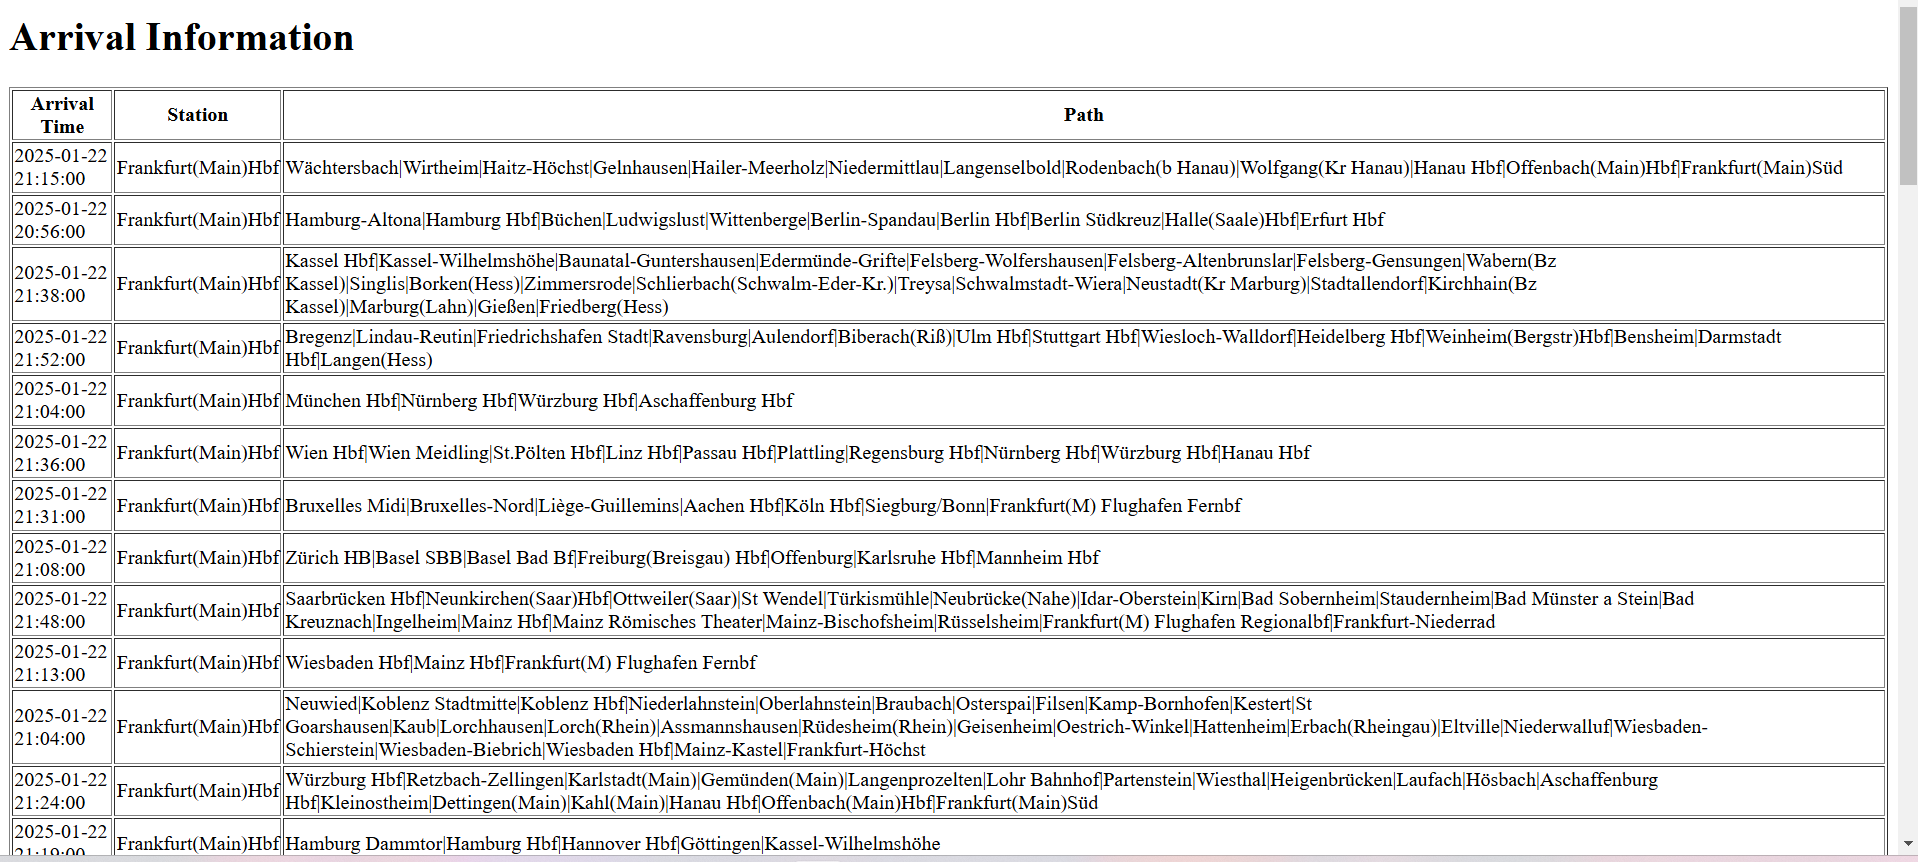 Arrival Information
Arrival
Time
Station
Path
2025-01-22
21:15:00
Frankfurt(Main)Hbf
Wächtersbach|Wirtheim|Haitz-Höchst|Gelnhausen|Hailer-Meerholz|Niedermittlau|Langenselbold|Rodenbach(b Hanau)|Wolfgang(Kr Hanau)|Hanau Hbf|Offenbach(Main)Hbf|Frankfurt(Main)Süd
2025-01-22
20:56:00
Frankfurt(Main)Hbf
Hamburg-Altona|Hamburg Hbf|Büchen|Ludwigslust|Wittenberge|Berlin-Spandau|Berlin Hbf|Berlin Südkreuz|Halle(Saale)Hbf|Erfurt Hbf
2025-01-22
21:38:00
Frankfurt(Main)Hbf
Kassel Hbf|Kassel-Wilhelmshöhe|Baunatal-Guntershausen|Edermünde-Grifte|Felsberg-Wolfershausen|Felsberg-Altenbrunslar|Felsberg-Gensungen|Wabern(Bz
Kassel)|Singlis|Borken(Hess)|Zimmersrode|Schlierbach(Schwalm-Eder-Kr.)|Treysa|Schwalmstadt-Wiera|Neustadt(Kr Marburg)|Stadtallendorf|Kirchhain(Bz
Kassel)|Marburg(Lahn)|Gießen|Friedberg(Hess)
2025-01-22
21:52:00
Frankfurt(Main)Hbf
Bregenz|Lindau-Reutin|Friedrichshafen Stadt|Ravensburg|Aulendorf|Biberach(Riß)|Ulm Hbf|Stuttgart Hbf|Wiesloch-Walldorf|Heidelberg Hbf|Weinheim(Bergstr)Hbf|Bensheim|Darmstadt
Hbf|Langen(Hess)
2025-01-22
21:04:00
Frankfurt(Main)Hbf
München Hbf|Nürnberg Hbf|Würzburg Hbf|Aschaffenburg Hbf
2025-01-22
21:36:00
Frankfurt(Main)Hbf
Wien Hbf|Wien Meidling|St.Pölten Hbf|Linz Hbf|Passau Hbf|Plattling|Regensburg Hbf|Nürnberg Hbf|Würzburg Hbf|Hanau Hbf
2025-01-22
21:31:00
Frankfurt(Main)Hbf
Bruxelles Midi|Bruxelles-Nord|Liège-Guillemins|Aachen Hbf|Köln Hbf|Siegburg/Bonn|Frankfurt(M) Flughafen Fernbf
2025-01-22
21:08:00
Frankfurt(Main)Hbf
Zürich HB|Basel SBB|Basel Bad Bf|Freiburg(Breisgau) Hbf|Offenburg|Karlsruhe Hbf|Mannheim Hbf
2025-01-22
21:48:00
Frankfurt(Main)Hbf
Saarbrücken Hbf|Neunkirchen(Saar)Hbf|Ottweiler(Saar)|St Wendel|Türkismühle|Neubrücke(Nahe)|Idar-Oberstein|Kirn|Bad Sobernheim|Staudernheim|Bad Münster a Stein|Bad
Kreuznach|Ingelheim|Mainz Hbf|Mainz Römisches Theater|Mainz-Bischofsheim|Rüsselsheim|Frankfurt(M) Flughafen Regionalbf|Frankfurt-Niederrad
2025-01-22
21:13:00
Frankfurt(Main)Hbf
Wiesbaden Hbf|Mainz Hbf|Frankfurt(M) Flughafen Fernbf
2025-01-22
21:04:00
Frankfurt(Main)Hbf
Neuwied|Koblenz Stadtmitte|Koblenz Hbf|Niederlahnstein|Oberlahnstein|Braubach|Osterspai|Filsen|Kamp-Bornhofen|Kestert|St
Goarshausen|Kaub|Lorchhausen|Lorch(Rhein)|Assmannshausen|Rüdesheim(Rhein)|Geisenheim|Oestrich-Winkel|Hattenheim|Erbach(Rheingau)|Eltville|Niederwalluf|Wiesbaden-
Schierstein|Wiesbaden-Biebrich|Wiesbaden Hbf|Mainz-Kastel|Frankfurt-Höchst
2025-01-22
21:24:00
Frankfurt(Main)Hbf
Würzburg Hbf|Retzbach-Zellingen|Karlstadt(Main)|Gemünden(Main)|Langenprozelten|Lohr Bahnhof|Partenstein|Wiesthal|Heigenbrücken|Laufach|Hösbach|Aschaffenburg
Hbf|Kleinostheim|Dettingen(Main)|Kahl(Main)|Hanau Hbf|Offenbach(Main)Hbf|Frankfurt(Main)Süd
2025-01-22
21:19:00
Frankfurt(Main)Hbf
Hamburg Dammtor|Hamburg Hbf|Hannover Hbf|Göttingen|Kassel-Wilhelmshöhe